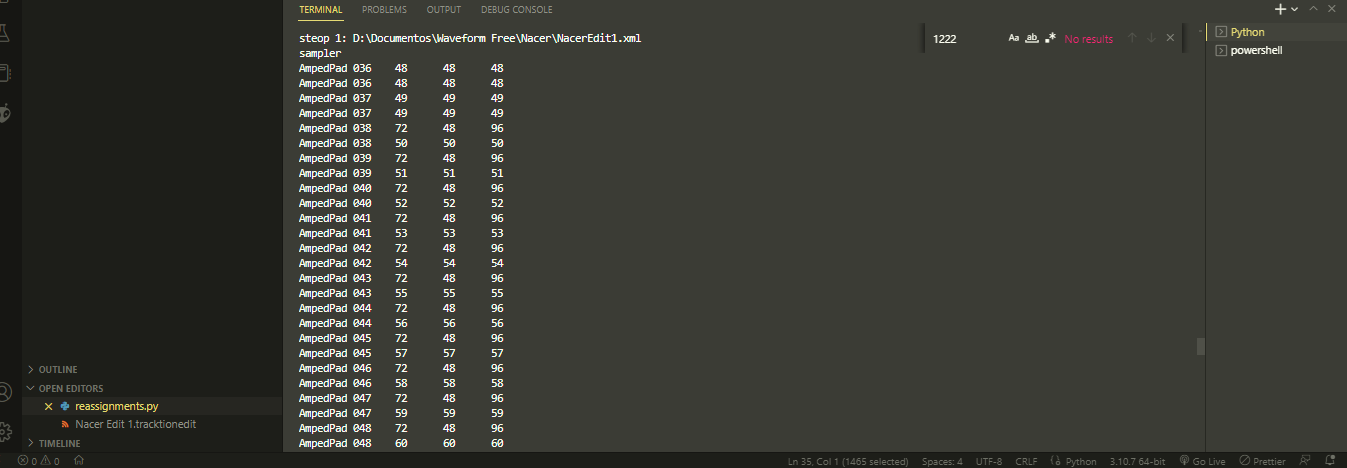 TERMINAL PROBLEMS OUTPUT DEBUG CONSOLE
1222 Aa ab No results
Python
powershell
steop 1: D:\Documentos\Waveform Free\Nacer\NacerEdit1.xml
sampler
AmpedPad 036 48 48 48
AmpedPad 036 48 48 48
AmpedPad 037 49 49 49
AmpedPad 037 49 49 49
AmpedPad 038 72 48 96
AmpedPad 038 50 50 50
AmpedPad 039 72 48 96
AmpedPad 039 51 51 51
AmpedPad 040 72 48 96
AmpedPad 040 52 52 52
AmpedPad 041 72 48 96
AmpedPad 041 53 53 53
AmpedPad 042 72 48 96
AmpedPad 042 54 54 54
AmpedPad 043 72 48 96
AmpedPad 043 55 55 55
AmpedPad 044 72 48 96
AmpedPad 044 56 56 56
AmpedPad 045 72 48 96
AmpedPad 045 57 57 57
AmpedPad 046 72 48 96
AmpedPad 046 58 58 58
AmpedPad 047 72 48 96
AmpedPad 047 59 59 59
AmpedPad 048 72 48 96
AmpedPad 048 60 60 60
OUTLINE
OPEN EDITORS
reassignments.py
Nacer Edit 1.tracktionedit
TIMELINE
0 0 Ln 35, Col 1 (1465 selected) Spaces: 4 UTF-8 CRLF Python 3.10.7 64-bit Go Live Prettier